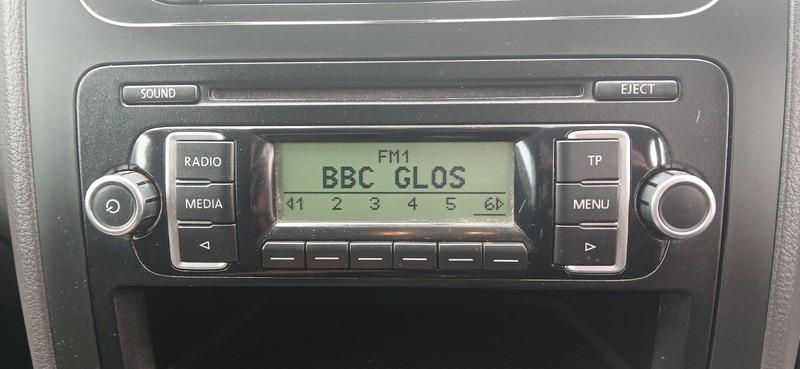 SOUND
EJECT
RADIO
FM1
TP
BBC GLOS
MEDIA
1 2 3 4 5 6
MENU